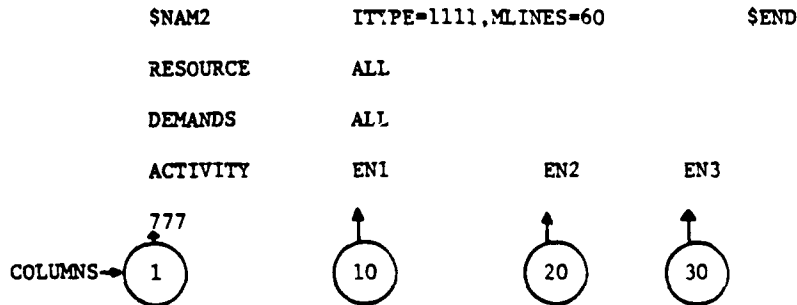 $NAM2 ITYPE=1111,MLINES=60 $END
RESOURCE ALL
DEMANDS ALL
ACTIVITY EN1 EN2 EN3
777
COLUMNS 1 10 20 30